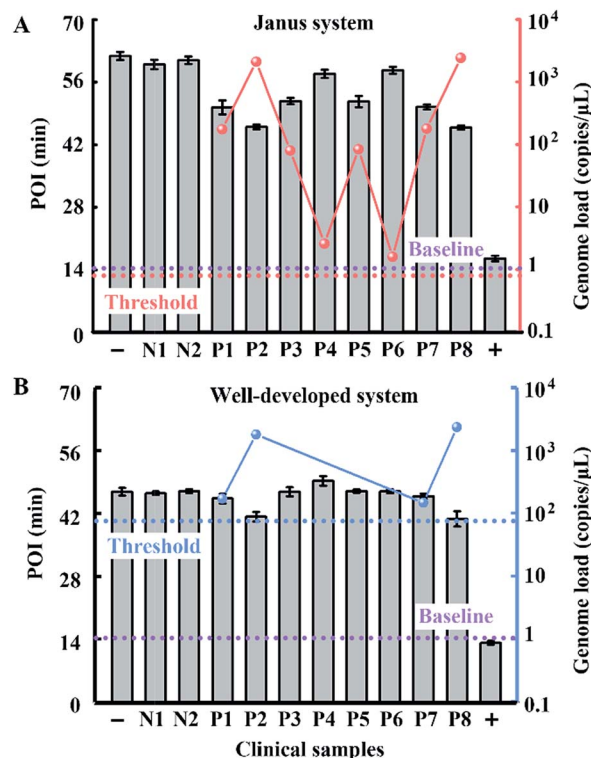 A
Janus system
70
56
42
28
14
0
POI (min)
10⁴
10³
10²
10
1
0.1
Genome load (copies/μL)
Baseline
Threshold
− N1 N2 P1 P2 P3 P4 P5 P6 P7 P8 +
B
Well-developed system
70
56
42
28
14
0
POI (min)
10⁴
10³
10²
10
1
0.1
Genome load (copies/μL)
Threshold
Baseline
− N1 N2 P1 P2 P3 P4 P5 P6 P7 P8 +
Clinical samples